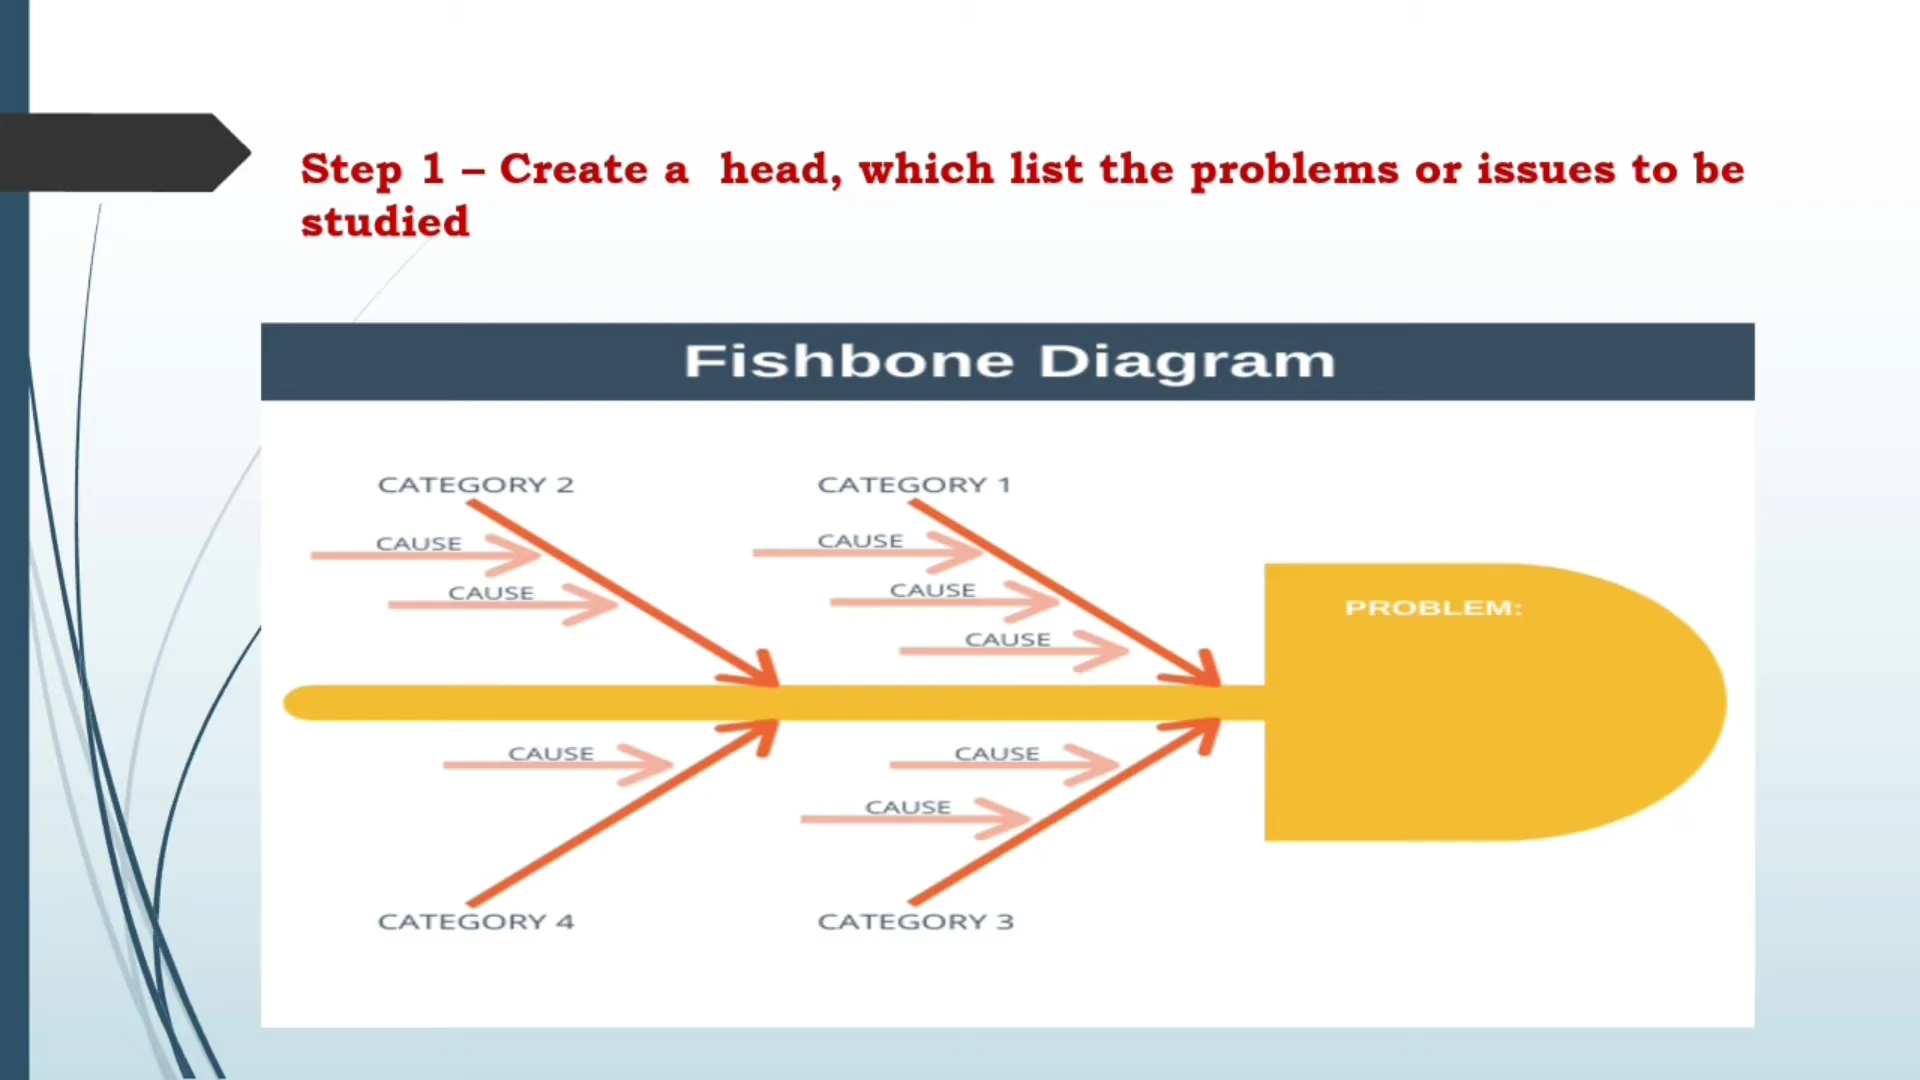 Step 1 – Create a  head, which list the problems or issues to be
studied
Fishbone Diagram
CATEGORY 2
CATEGORY 1
CAUSE
CAUSE
CAUSE
CAUSE
CAUSE
PROBLEM:
CAUSE
CAUSE
CAUSE
CATEGORY 4
CATEGORY 3